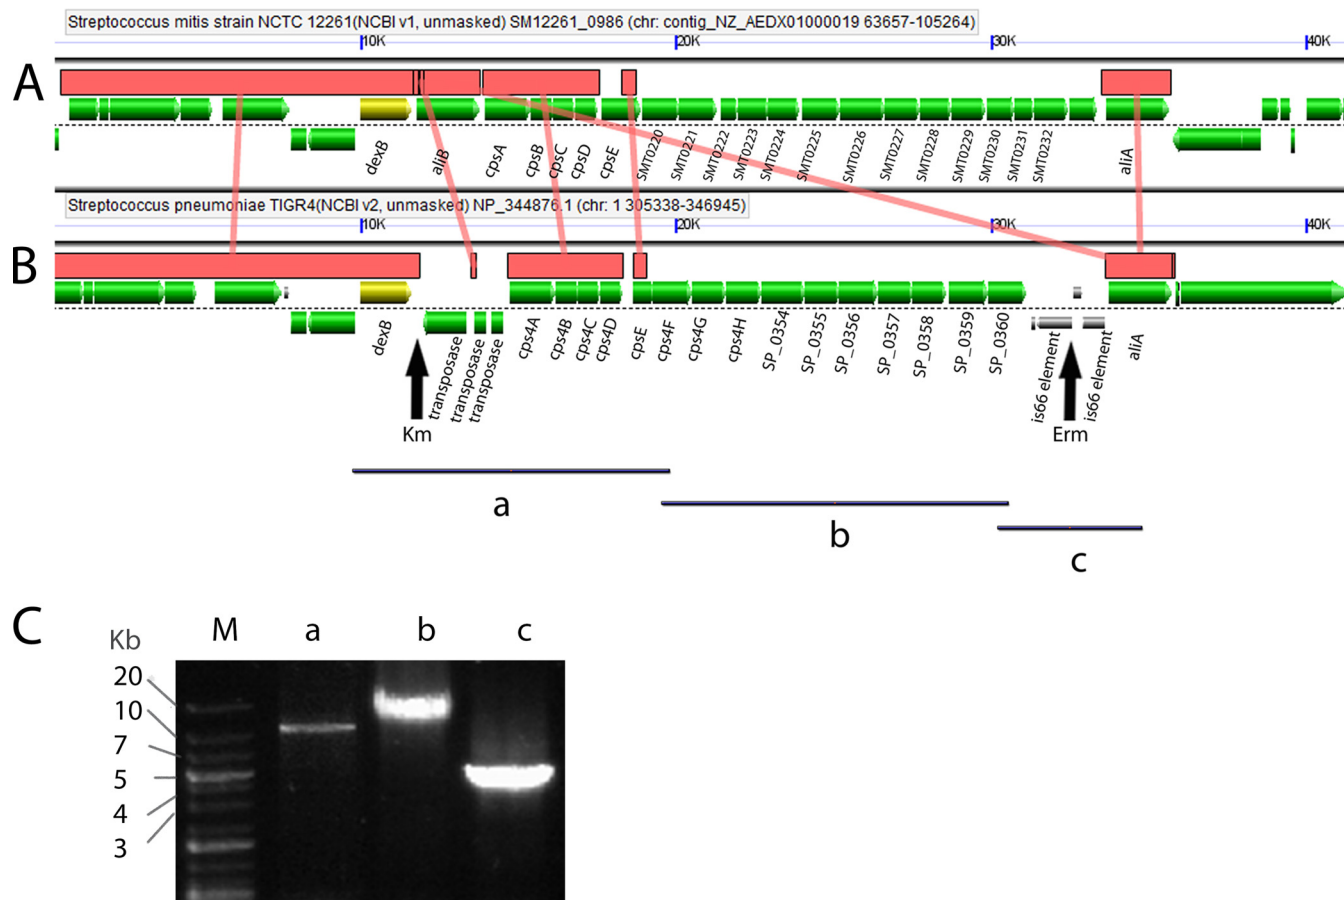 Streptococcus mitis strain NCTC 12261(NCBI v1, unmasked) SM12261_0986 (chr: contig_NZ_AEDX01000019 63657-105264)
10K 20K 30K 40K
A
dexB aliB cpsA cpsB cpsC cpsD cpsE SMT0220 SMT0221 SMT0222 SMT0223 SMT0224 SMT0225 SMT0226 SMT0227 SMT0228 SMT0229 SMT0230 SMT0231 SMT0232 aliA
Streptococcus pneumoniae TIGR4(NCBI v2, unmasked) NP_344876.1 (chr: 1 305338-346945)
10K 20K 30K 40K
B
dexB transposase transposase transposase cps4A cps4B cps4C cps4D cpsE cps4F cps4G cps4H SP_0354 SP_0355 SP_0356 SP_0357 SP_0358 SP_0359 SP_0360 is66 element is66 element aliA
Km Erm
a
b
c
C
Kb M a b c
20
10
7
5
4
3